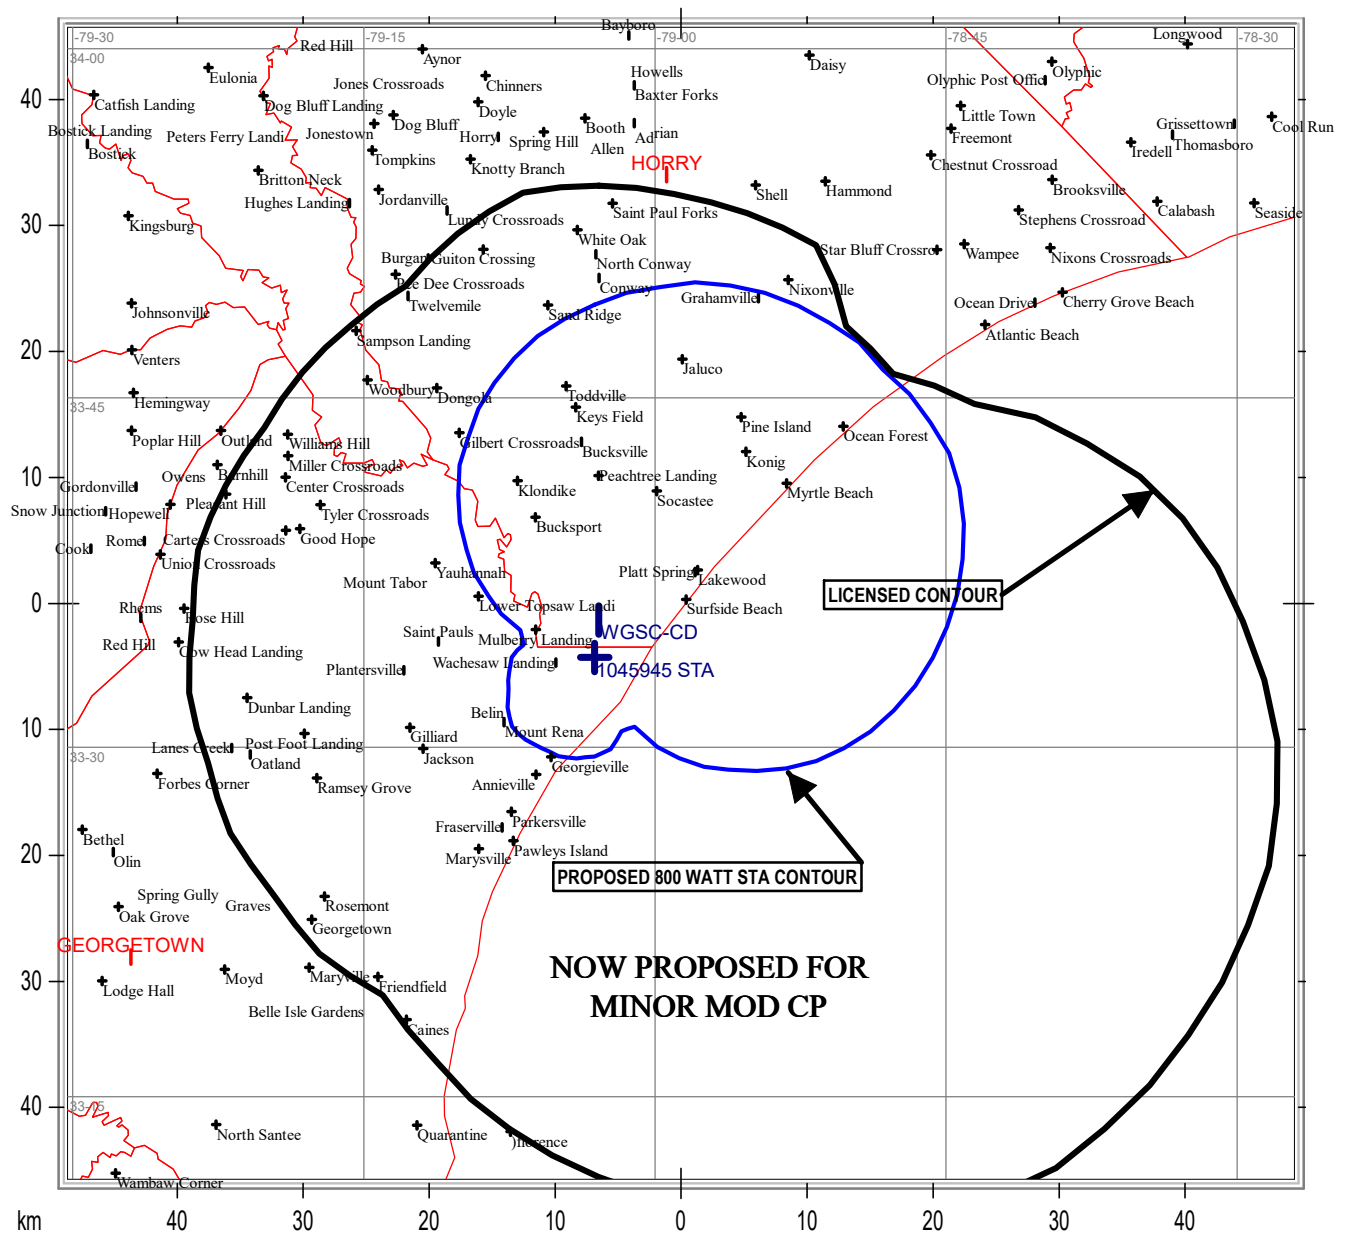 Bayboro
-79-30
Red Hill
-79-15
-79-00
-78-45
Longwood
-78-30
34-00
Aynor
Daisy
Eulonia
Jones Crossroads
Chinners
Howells
Olyphic Post Offic
Olyphic
40
Catfish Landing
Dog Bluff Landing
Doyle
Baxter Forks
Little Town
Bostick Landing
Peters Ferry Landi
Jonestown
Dog Bluff
Horry
Spring Hill
Booth
Adrian
Freemont
Grissettown
Cool Run
Bostick
Tompkins
Knotty Branch
Allen
HORRY
Chestnut Crossroad
Iredell
Thomasboro
Britton Neck
Hughes Landing
Jordanville
Shell
Hammond
Brooksville
30
Kingsburg
Lundy Crossroads
Saint Paul Forks
Stephens Crossroad
Calabash
Seaside
White Oak
Star Bluff Crossro
Wampee
Nixons Crossroads
Burgan
Guiton Crossing
North Conway
Pee Dee Crossroads
Conway
Grahamville
Nixonville
Johnsonville
Twelvemile
Sand Ridge
Ocean Drive
Cherry Grove Beach
Sampson Landing
Atlantic Beach
20
Venters
Jaluco
Woodbury
Dongola
Toddville
33-45
Hemingway
Keys Field
Poplar Hill
Outland
Williams Hill
Gilbert Crossroads
Bucksville
Pine Island
Ocean Forest
Miller Crossroads
Konig
10
Owens
Barnhill
Center Crossroads
Klondike
Peachtree Landing
Gordonville
Socastee
Myrtle Beach
Snow Junction
Hopewell
Pleasant Hill
Tyler Crossroads
Bucksport
Rome
Carters Crossroads
Good Hope
Cook
Union Crossroads
Mount Tabor
Yauhannah
Platt Spring
Lakewood
LICENSED CONTOUR
0
Rhems
Rose Hill
Lower Topsaw Landi
Surfside Beach
Red Hill
Cow Head Landing
Saint Pauls
Mulberry Landing
WGSC-CD
Plantersville
Wachesaw Landing
1045945 STA
Dunbar Landing
Belin
10
Gilliard
Mount Rena
33-30
Lanes Creek
Post Foot Landing
Oatland
Jackson
Georgieville
Forbes Corner
Ramsey Grove
Annieville
Parkersville
Fraserville
20
Bethel
Olin
Marysville
Pawleys Island
PROPOSED 800 WATT STA CONTOUR
Spring Gully
Graves
Rosemont
Oak Grove
Georgetown
GEORGETOWN
NOW PROPOSED FOR
30
Lodge Hall
Moyd
Maryville
Friendfield
MINOR MOD CP
Belle Isle Gardens
Caines
40
33-15
North Santee
Quarantine
Wambaw Corner
km
40
30
20
10
0
10
20
30
40